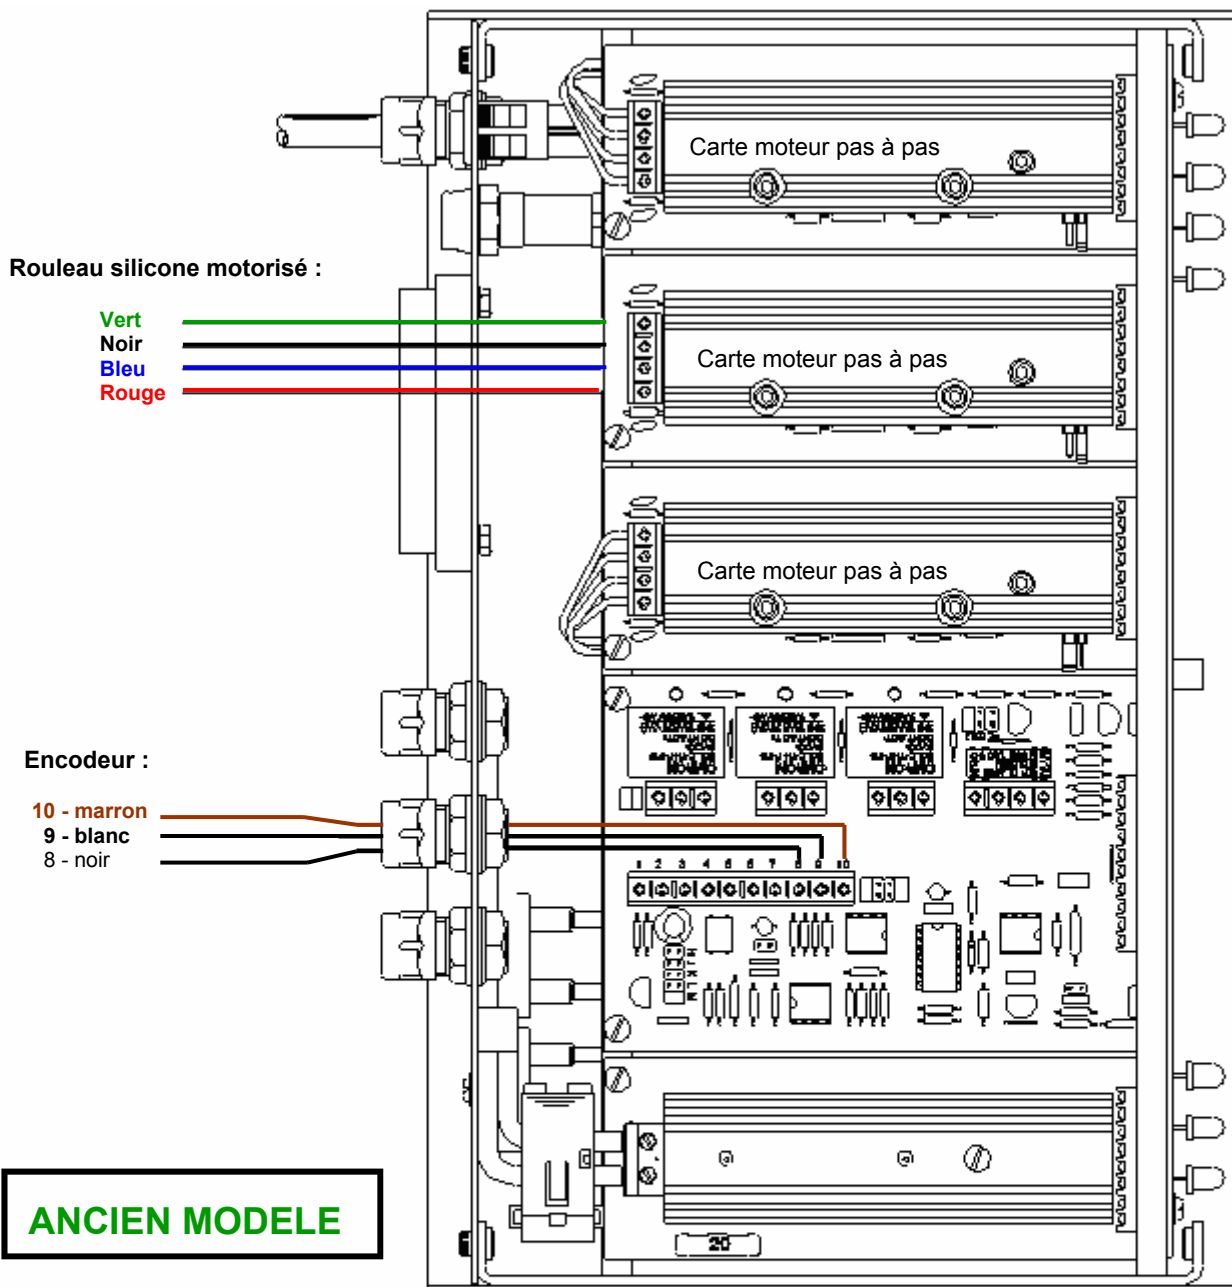 Carte moteur pas à pas
Rouleau silicone motorisé :
Vert
Noir
Bleu
Rouge
Carte moteur pas à pas
Carte moteur pas à pas
Encodeur :
10 - marron
9 - blanc
8 - noir
1 2 3 4 5 6 7 8 9 10
ANCIEN MODELE
20